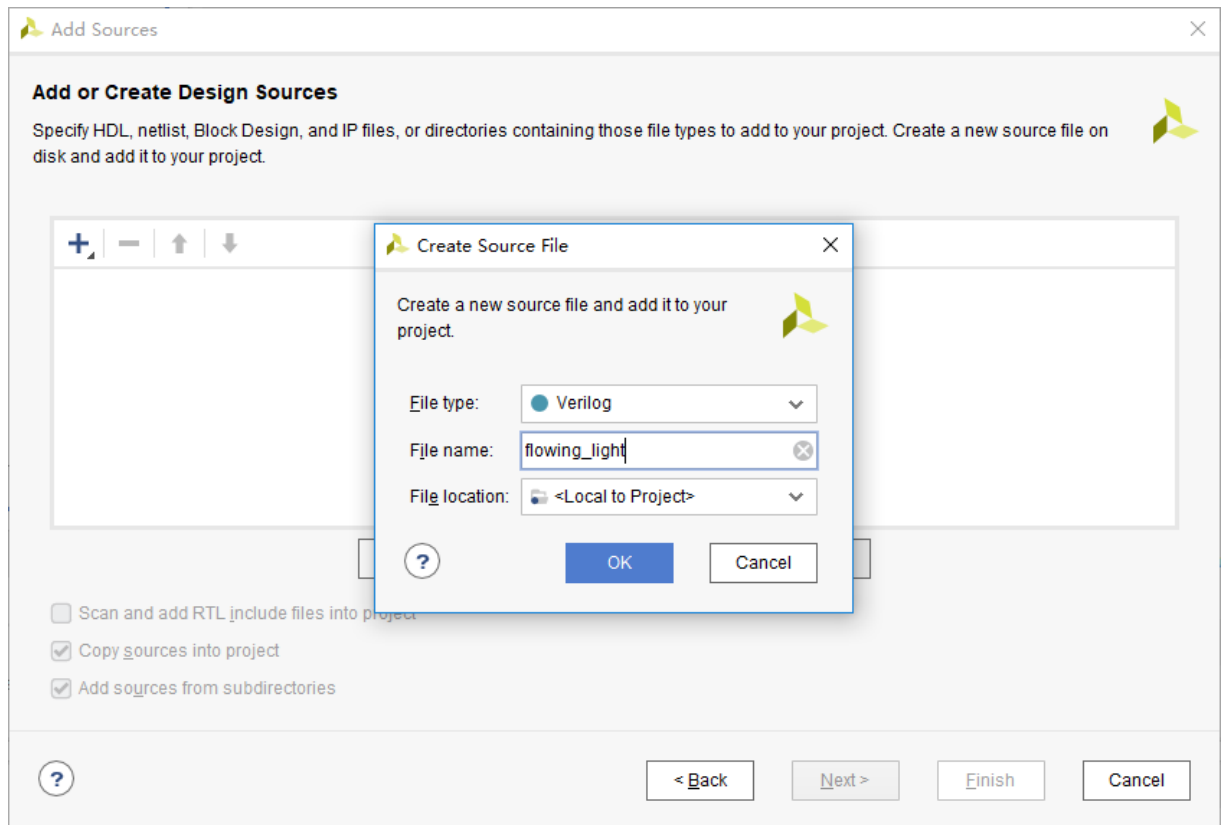 Add Sources
Add or Create Design Sources
Specify HDL, netlist, Block Design, and IP files, or directories containing those file types to add to your project. Create a new source file on
disk and add it to your project.
Create Source File
Create a new source file and add it to your
project.
File type: Verilog
File name: flowing_light
File location: <Local to Project>
? OK Cancel
Scan and add RTL include files into project
Copy sources into project
Add sources from subdirectories
? < Back Next > Finish Cancel